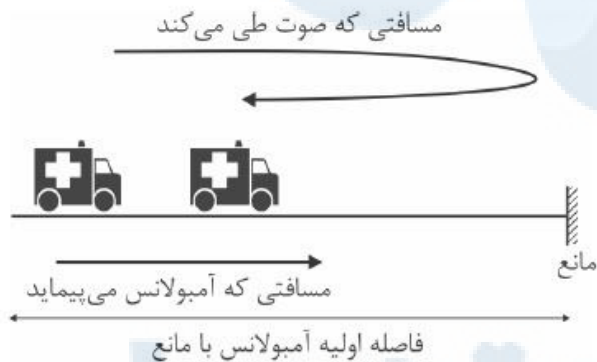 مسافتی که صوت طی می‌کند
مانع
مسافتی که آمبولانس می‌پیماید
فاصله اولیه آمبولانس با مانع